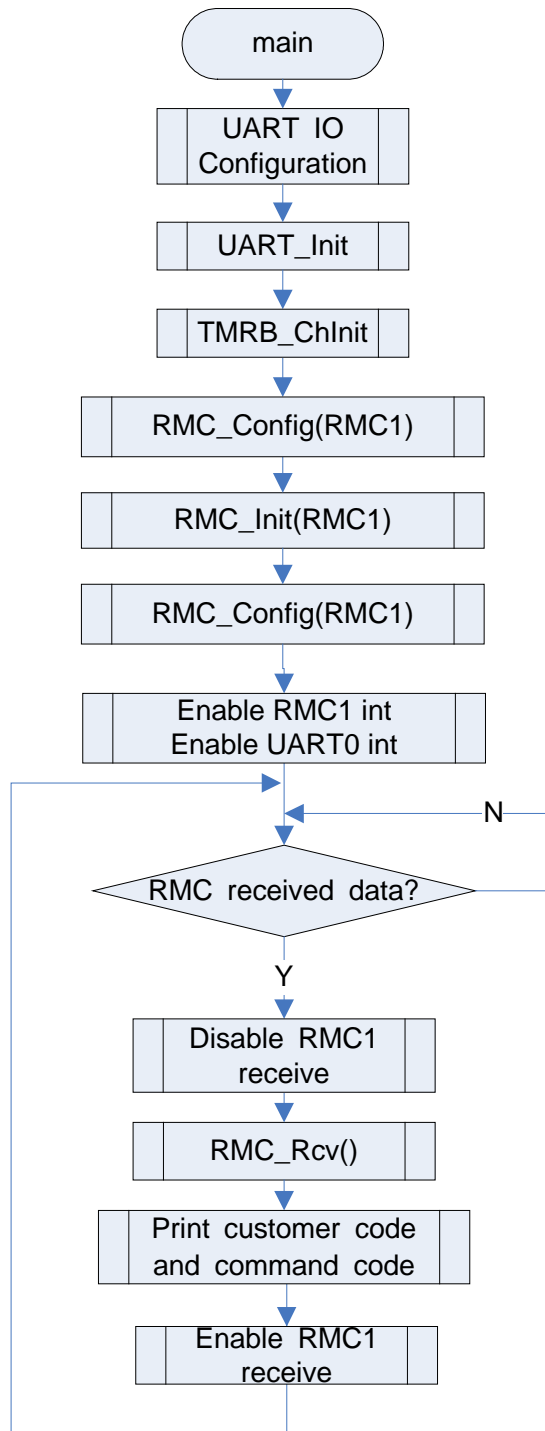 main
UART IO
Configuration
UART_Init
TMRB_ChInit
RMC_Config(RMC1)
RMC_Init(RMC1)
RMC_Config(RMC1)
Enable RMC1 int
Enable UART0 int
N
RMC received data?
Y
Disable RMC1
receive
RMC_Rcv()
Print customer code
and command code
Enable RMC1
receive